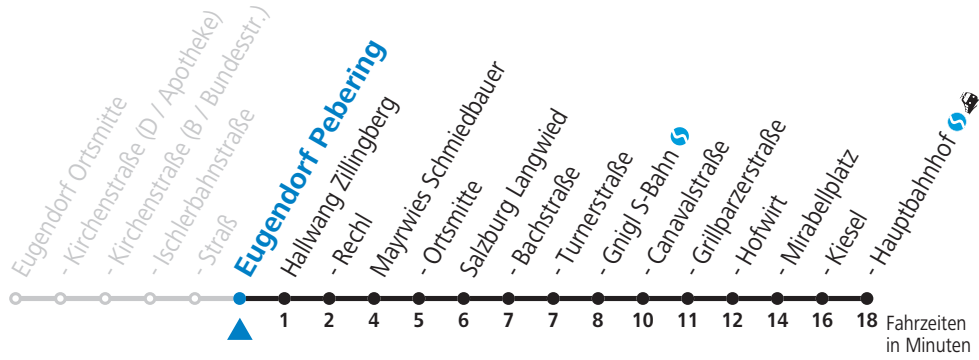 Eugendorf Ortsmitte
- Kirchenstraße (D / Apotheke)
- Kirchenstraße (B / Bundesstr.)
- Ischlerbahnstraße
- Straß
Eugendorf Pebering
Hallwang Zillingberg
- Rechl
Mayrwies Schmiedbauer
- Ortsmitte
Salzburg Langwied
- Bachstraße
- Turnerstraße
- Gnigl S-Bahn
- Canavalstraße
- Grillparzerstraße
- Hofwirt
- Mirabellplatz
- Kiesel
- Hauptbahnhof
1 2 4 5 6 7 7 8 10 11 12 14 16 18 Fahrzeiten
in Minuten